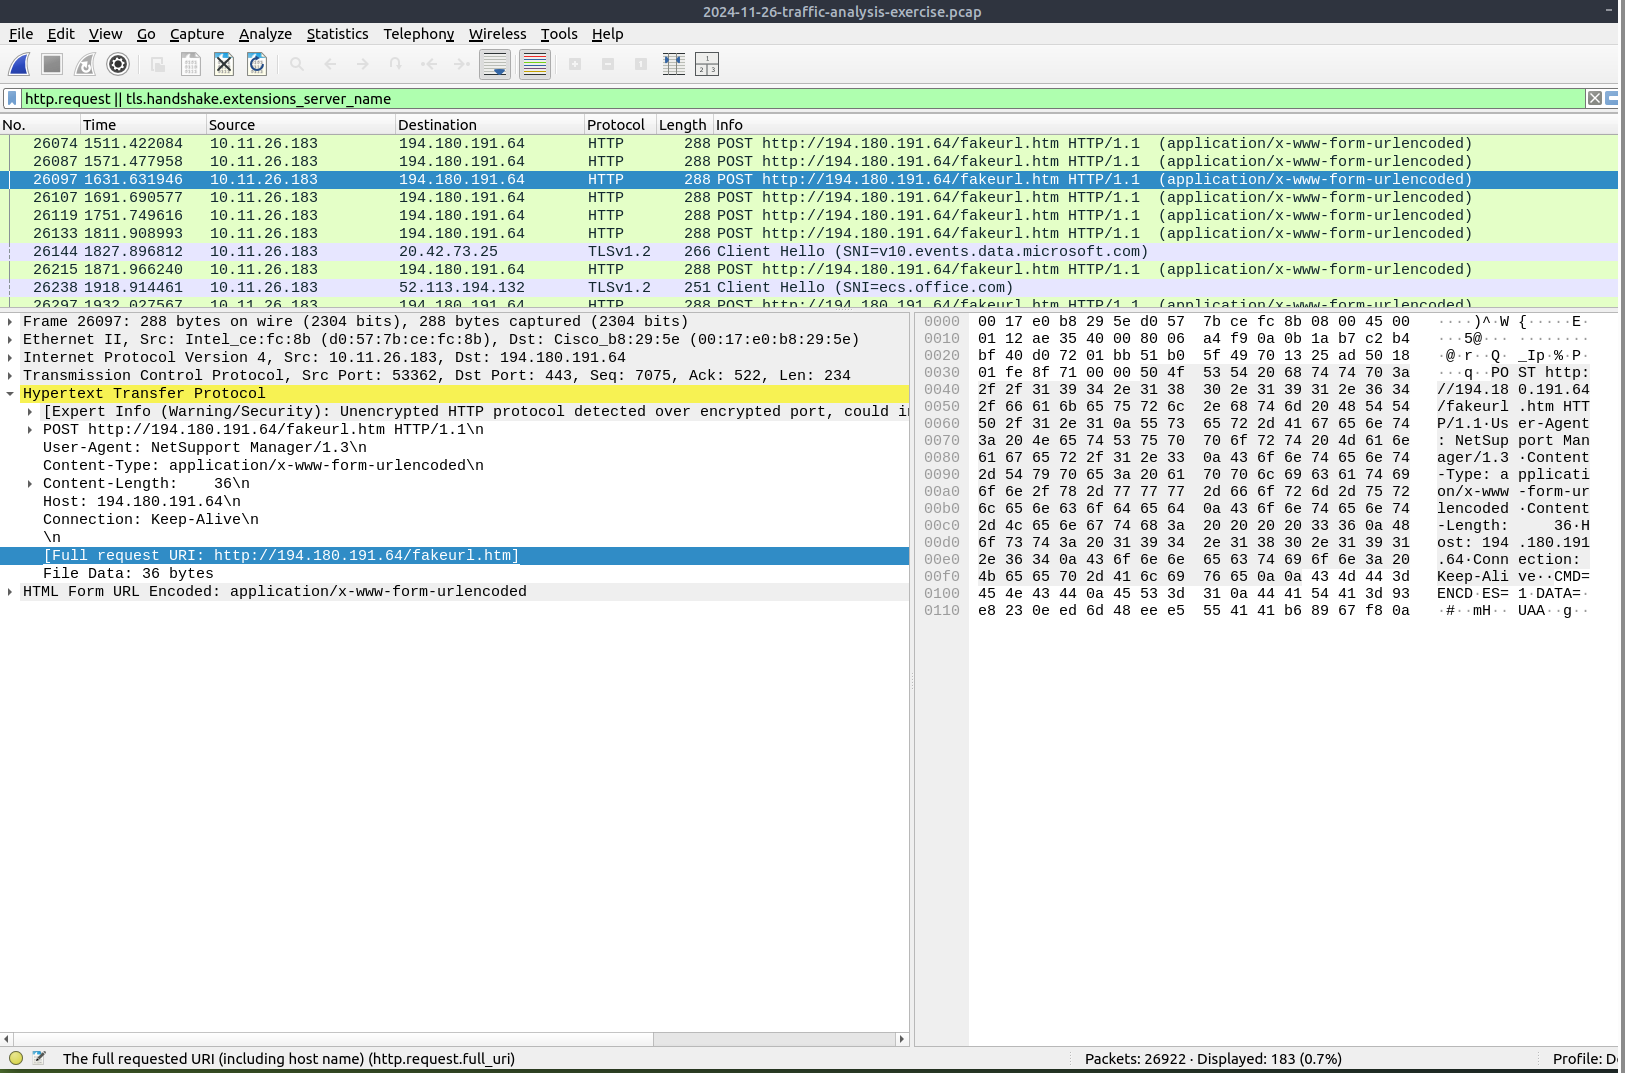 2024-11-26-traffic-analysis-exercise.pcap
File Edit View Go Capture Analyze Statistics Telephony Wireless Tools Help
http.request || tls.handshake.extensions_server_name
No. Time Source Destination Protocol Length Info
26074 1511.422084 10.11.26.183 194.180.191.64 HTTP 288 POST http://194.180.191.64/fakeurl.htm HTTP/1.1 (application/x-www-form-urlencoded)
26087 1571.477958 10.11.26.183 194.180.191.64 HTTP 288 POST http://194.180.191.64/fakeurl.htm HTTP/1.1 (application/x-www-form-urlencoded)
26097 1631.631946 10.11.26.183 194.180.191.64 HTTP 288 POST http://194.180.191.64/fakeurl.htm HTTP/1.1 (application/x-www-form-urlencoded)
26107 1691.690577 10.11.26.183 194.180.191.64 HTTP 288 POST http://194.180.191.64/fakeurl.htm HTTP/1.1 (application/x-www-form-urlencoded)
26119 1751.749616 10.11.26.183 194.180.191.64 HTTP 288 POST http://194.180.191.64/fakeurl.htm HTTP/1.1 (application/x-www-form-urlencoded)
26133 1811.908993 10.11.26.183 194.180.191.64 HTTP 288 POST http://194.180.191.64/fakeurl.htm HTTP/1.1 (application/x-www-form-urlencoded)
26144 1827.896812 10.11.26.183 20.42.73.25 TLSv1.2 266 Client Hello (SNI=v10.events.data.microsoft.com)
26215 1871.966240 10.11.26.183 194.180.191.64 HTTP 288 POST http://194.180.191.64/fakeurl.htm HTTP/1.1 (application/x-www-form-urlencoded)
26238 1918.914461 10.11.26.183 52.113.194.132 TLSv1.2 251 Client Hello (SNI=ecs.office.com)
26297 1932.027567 10.11.26.183 194.180.191.64 HTTP 288 POST http://194.180.191.64/fakeurl.htm HTTP/1.1 (application/x-www-form-urlencoded)
Frame 26097: 288 bytes on wire (2304 bits), 288 bytes captured (2304 bits)
Ethernet II, Src: Intel_ce:fc:8b (d0:57:7b:ce:fc:8b), Dst: Cisco_b8:29:5e (00:17:e0:b8:29:5e)
Internet Protocol Version 4, Src: 10.11.26.183, Dst: 194.180.191.64
Transmission Control Protocol, Src Port: 53362, Dst Port: 443, Seq: 7075, Ack: 522, Len: 234
Hypertext Transfer Protocol
[Expert Info (Warning/Security): Unencrypted HTTP protocol detected over encrypted port, could i
POST http://194.180.191.64/fakeurl.htm HTTP/1.1\n
User-Agent: NetSupport Manager/1.3\n
Content-Type: application/x-www-form-urlencoded\n
Content-Length:    36\n
Host: 194.180.191.64\n
Connection: Keep-Alive\n
\n
[Full request URI: http://194.180.191.64/fakeurl.htm]
File Data: 36 bytes
HTML Form URL Encoded: application/x-www-form-urlencoded
0000 00 17 e0 b8 29 5e d0 57 7b ce fc 8b 08 00 45 00 ····)^·W {·····E·
0010 01 12 ae 35 40 00 80 06 a4 f9 0a 0b 1a b7 c2 b4 ···5@··· ········
0020 bf 40 d0 72 01 bb 51 b0 5f 49 70 13 25 ad 50 18 ·@·r··Q· _Ip·%·P·
0030 01 fe 8f 71 00 00 50 4f 53 54 20 68 74 74 70 3a ···q··PO ST http:
0040 2f 2f 31 39 34 2e 31 38 30 2e 31 39 31 2e 36 34 //194.18 0.191.64
0050 2f 66 61 6b 65 75 72 6c 2e 68 74 6d 20 48 54 54 /fakeurl .htm HTT
0060 50 2f 31 2e 31 0a 55 73 65 72 2d 41 67 65 6e 74 P/1.1·Us er-Agent
0070 3a 20 4e 65 74 53 75 70 70 6f 72 74 20 4d 61 6e : NetSup port Man
0080 61 67 65 72 2f 31 2e 33 0a 43 6f 6e 74 65 6e 74 ager/1.3 ·Content
0090 2d 54 79 70 65 3a 20 61 70 70 6c 69 63 61 74 69 -Type: a pplicati
00a0 6f 6e 2f 78 2d 77 77 77 2d 66 6f 72 6d 2d 75 72 on/x-www -form-ur
00b0 6c 65 6e 63 6f 64 65 64 0a 43 6f 6e 74 65 6e 74 lencoded ·Content
00c0 2d 4c 65 6e 67 74 68 3a 20 20 20 20 33 36 0a 48 -Length:     36·H
00d0 6f 73 74 3a 20 31 39 34 2e 31 38 30 2e 31 39 31 ost: 194 .180.191
00e0 2e 36 34 0a 43 6f 6e 6e 65 63 74 69 6f 6e 3a 20 .64·Conn ection:
00f0 4b 65 65 70 2d 41 6c 69 76 65 0a 0a 43 4d 44 3d Keep-Ali ve··CMD=
0100 45 4e 43 44 0a 45 53 3d 31 0a 44 41 54 41 3d 93 ENCD·ES= 1·DATA=·
0110 e8 23 0e ed 6d 48 ee e5 55 41 41 b6 89 67 f8 0a ·#··mH·· UAA··g··
The full requested URI (including host name) (http.request.full_uri)
Packets: 26922 · Displayed: 183 (0.7%)
Profile: D